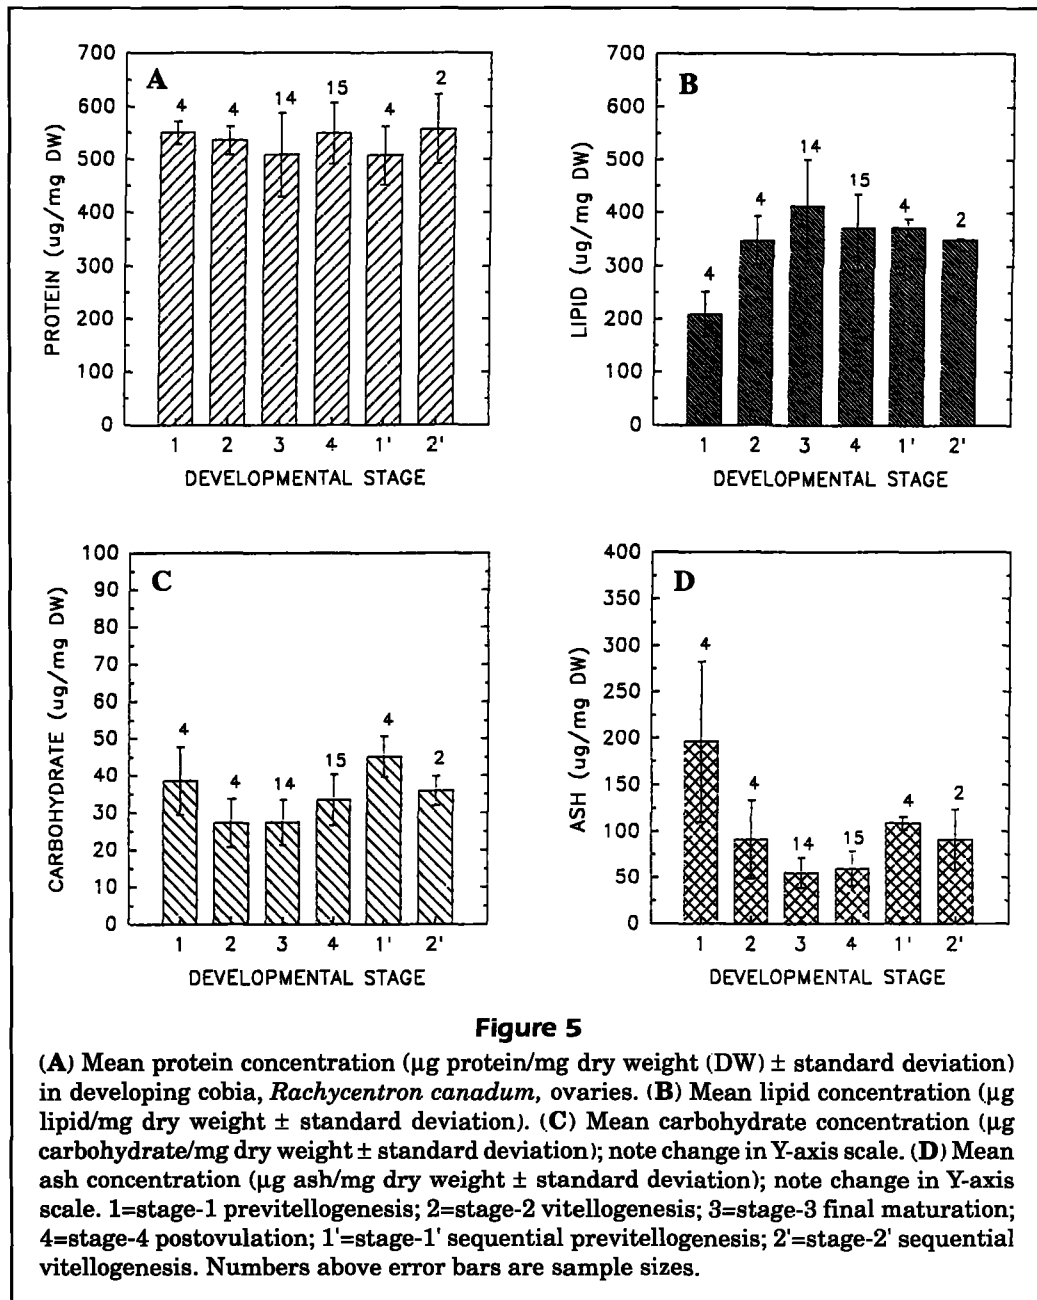 A
PROTEIN (ug/mg DW)
700
600
500
400
300
200
100
0
4
4
14
15
4
2
1 2 3 4 1' 2'
DEVELOPMENTAL STAGE
B
LIPID (ug/mg DW)
700
600
500
400
300
200
100
0
4
4
14
15
4
2
1 2 3 4 1' 2'
DEVELOPMENTAL STAGE
C
CARBOHYDRATE (ug/mg DW)
100
90
80
70
60
50
40
30
20
10
0
4
4
14
15
4
2
1 2 3 4 1' 2'
DEVELOPMENTAL STAGE
D
ASH (ug/mg DW)
400
350
300
250
200
150
100
50
0
4
4
14
15
4
2
1 2 3 4 1' 2'
DEVELOPMENTAL STAGE
Figure 5
(A) Mean protein concentration (μg protein/mg dry weight (DW) ± standard deviation)
in developing cobia, Rachycentron canadum, ovaries. (B) Mean lipid concentration (μg
lipid/mg dry weight ± standard deviation). (C) Mean carbohydrate concentration (μg
carbohydrate/mg dry weight ± standard deviation); note change in Y-axis scale. (D) Mean
ash concentration (μg ash/mg dry weight ± standard deviation); note change in Y-axis
scale. 1=stage-1 previtellogenesis; 2=stage-2 vitellogenesis; 3=stage-3 final maturation;
4=stage-4 postovulation; 1'=stage-1' sequential previtellogenesis; 2'=stage-2' sequential
vitellogenesis. Numbers above error bars are sample sizes.